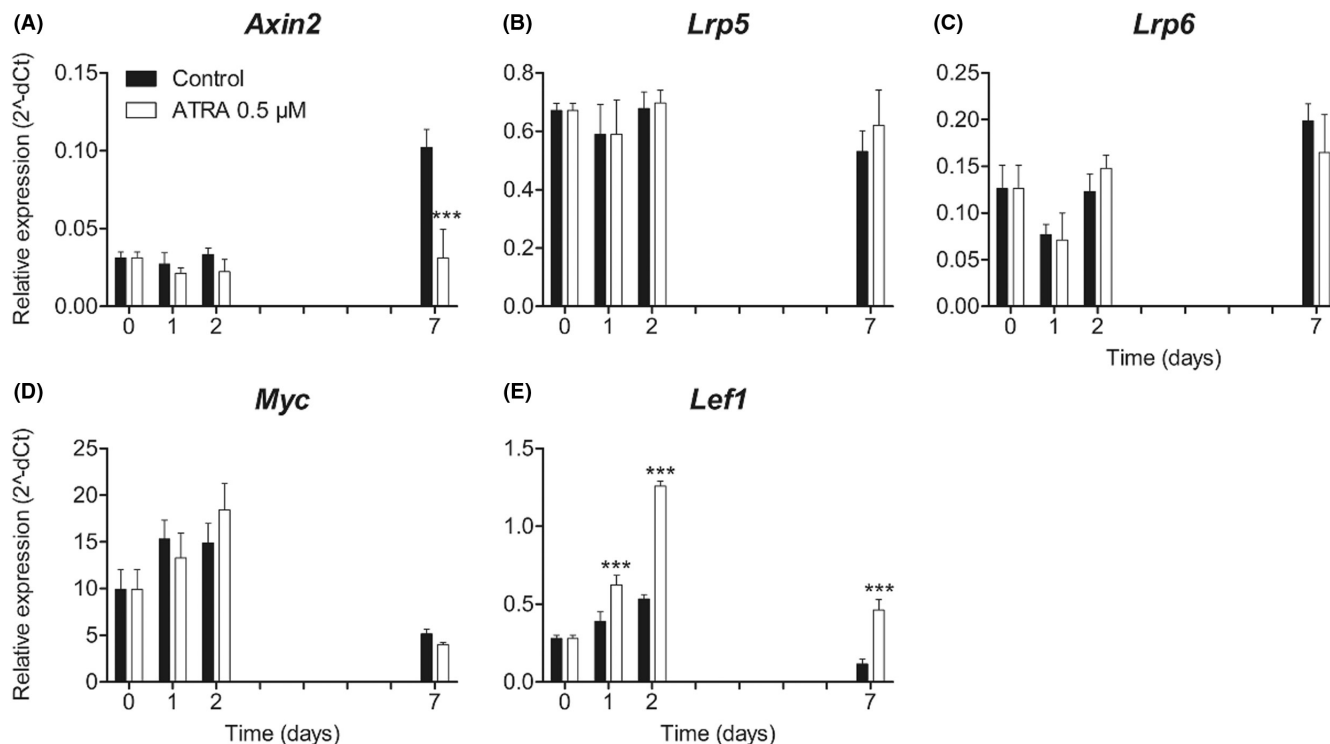 (A) Axin2
Relative expression (2^-dCt)
0.15
0.10
0.05
0.00
Control
ATRA 0.5 µM
***
0 1 2 7
(B) Lrp5
0.8
0.6
0.4
0.2
0.0
0 1 2 7
(C) Lrp6
0.25
0.20
0.15
0.10
0.05
0.00
0 1 2 7
Time (days)
(D) Myc
Relative expression (2^-dCt)
25
20
15
10
5
0
0 1 2 7
Time (days)
(E) Lef1
1.5
1.0
0.5
0.0
***
***
***
0 1 2 7
Time (days)